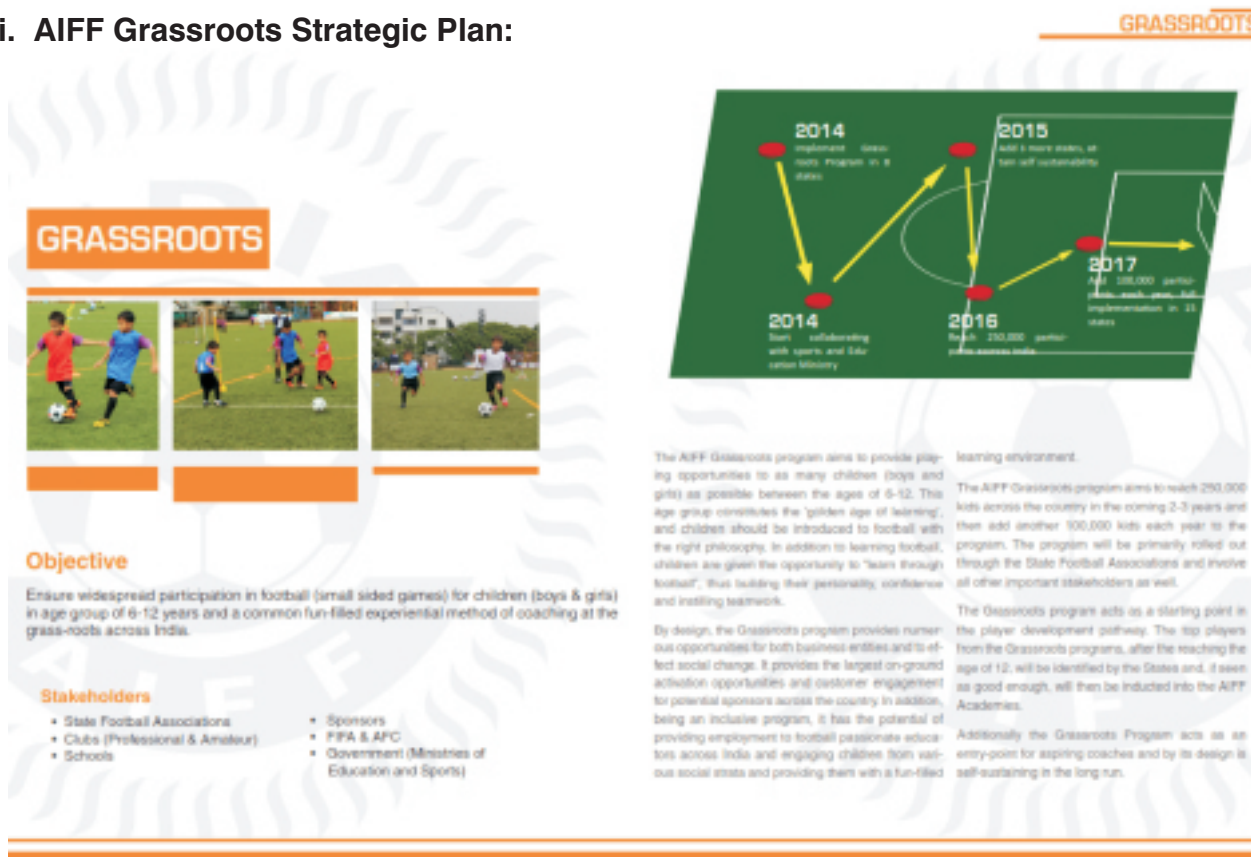 i. AIFF Grassroots Strategic Plan:
GRASSROOTS
GRASSROOTS
Objective
Ensure widespread participation in football (small sided games) for children (boys & girls)
in age group of 6-12 years and a common fun-filled experiential method of coaching at the
grass-roots across India.
Stakeholders
• State Football Associations
• Clubs (Professional & Amateur)
• Schools
• Sponsors
• FIFA & AFC
• Government (Ministries of
Education and Sports)
2014
Implement Grass-
roots Program in 8
states
2014
Start collaborating
with sports and Edu-
cation Ministry
2015
Add 6 more states, at-
tain self sustainability
2016
Reach 250,000 partici-
pants across India
2017
Add 100,000 partici-
pants each year, full
implementation in 15
states
The AIFF Grassroots program aims to provide play-
ing opportunities to as many children (boys and
girls) as possible between the ages of 6-12. This
age group constitutes the 'golden age of learning',
and children should be introduced to football with
the right philosophy. In addition to learning football,
children are given the opportunity to "learn through
football", thus building their personality, confidence
and instilling teamwork.
By design, the Grassroots program provides numer-
ous opportunities for both business entities and to ef-
fect social change. It provides the largest on-ground
activation opportunities and customer engagement
for potential sponsors across the country. In addition,
being an inclusive program, it has the potential of
providing employment to football passionate educa-
tors across India and engaging children from vari-
ous social strata and providing them with a fun-filled
learning environment.
The AIFF Grassroots program aims to reach 250,000
kids across the country in the coming 2-3 years and
then add another 100,000 kids each year to the
program. The program will be primarily rolled out
through the State Football Associations and involve
all other important stakeholders as well.
The Grassroots program acts as a starting point in
the player development pathway. The top players
from the Grassroots programs, after the reaching the
age of 12, will be identified by the States and, if seen
as good enough, will then be inducted into the AIFF
Academies.
Additionally the Grassroots Program acts as an
entry-point for aspiring coaches and by its design is
self-sustaining in the long run.